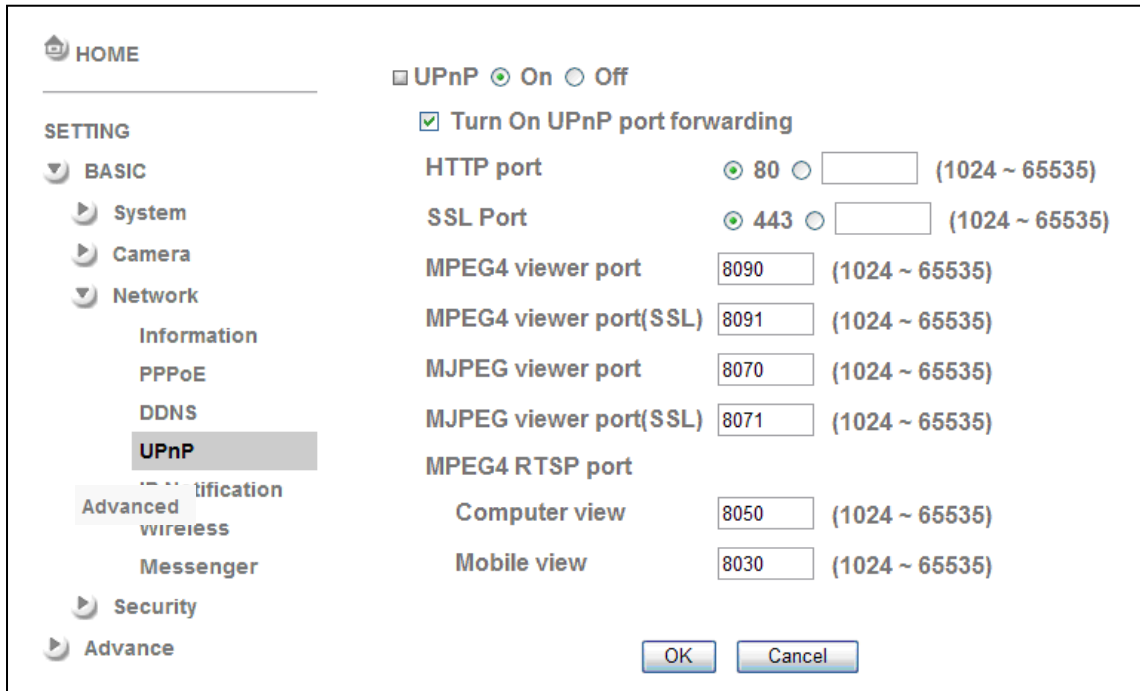 HOME
SETTING
BASIC
System
Camera
Network
Information
PPPoE
DDNS
UPnP
Notification
Advanced
Wireless
Messenger
Security
Advance
UPnP On Off
Turn On UPnP port forwarding
HTTP port 80 (1024 ~ 65535)
SSL Port 443 (1024 ~ 65535)
MPEG4 viewer port 8090 (1024 ~ 65535)
MPEG4 viewer port(SSL) 8091 (1024 ~ 65535)
MJPEG viewer port 8070 (1024 ~ 65535)
MJPEG viewer port(SSL) 8071 (1024 ~ 65535)
MPEG4 RTSP port
Computer view 8050 (1024 ~ 65535)
Mobile view 8030 (1024 ~ 65535)
OK Cancel